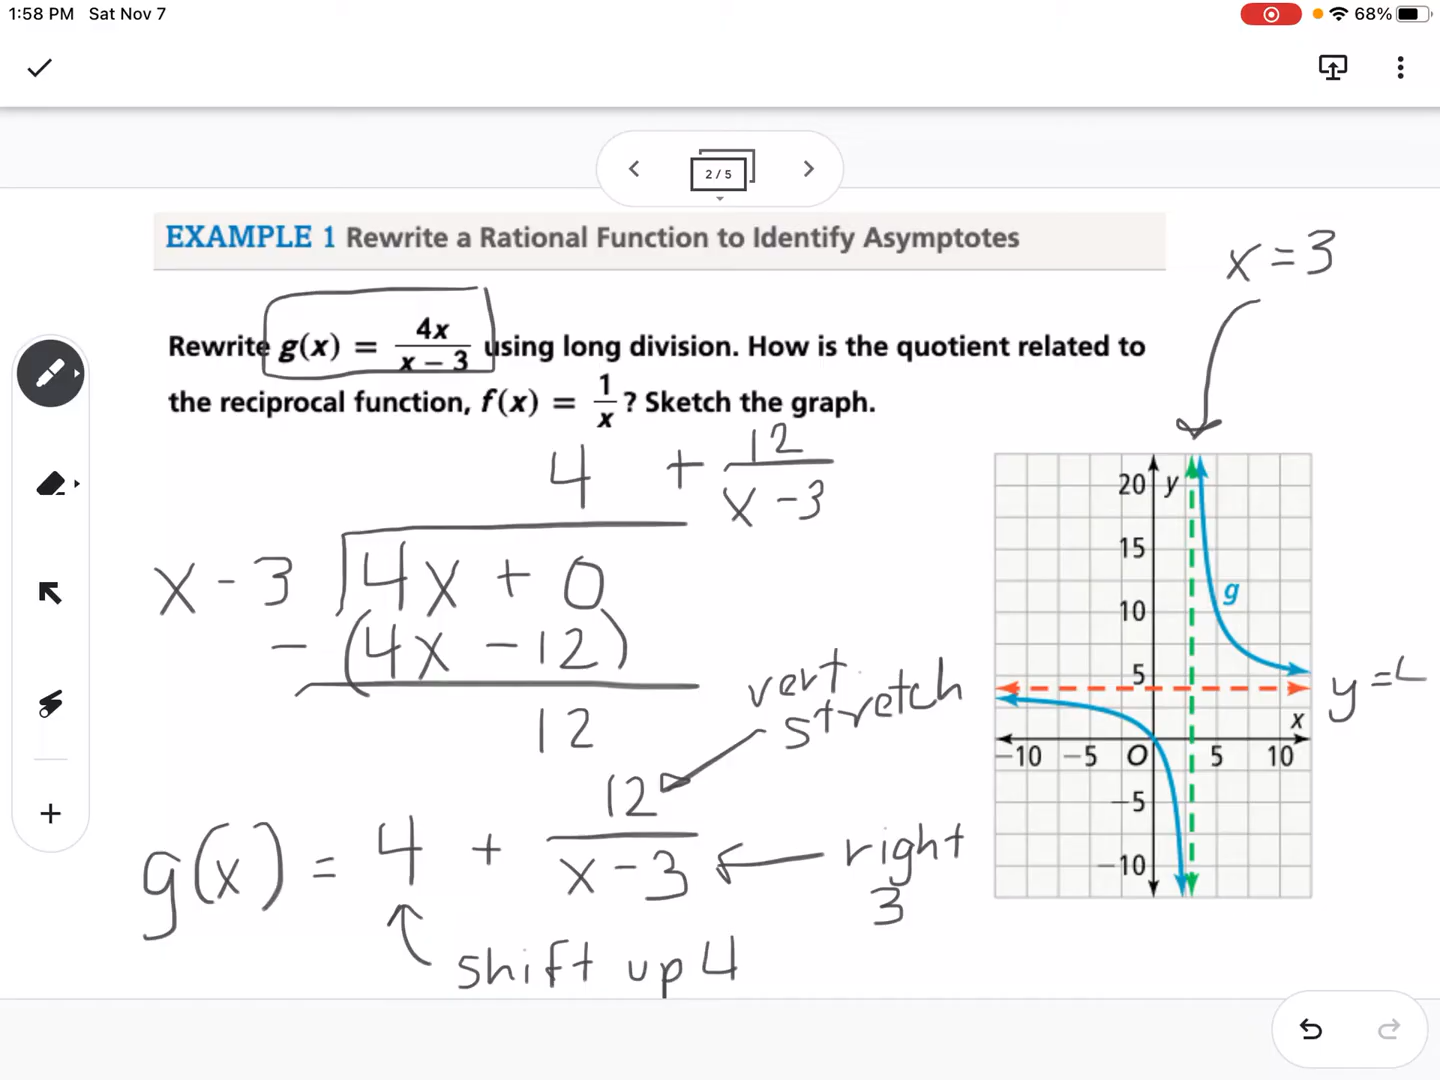 1:58 PM Sat Nov 7
68%
2 / 5
EXAMPLE 1 Rewrite a Rational Function to Identify Asymptotes
x = 3
Rewrite g(x) = 4x / x − 3 using long division. How is the quotient related to
the reciprocal function, f(x) = 1/x? Sketch the graph.
4 + 12 / x − 3
x − 3 4x + 0
− (4x − 12)
12
vert.
stretch
g(x) = 4 + 12 / x − 3
right
3
shift up 4
20 y
15
g
10
5
y =
x
−10 −5 O 5 10
−5
−10